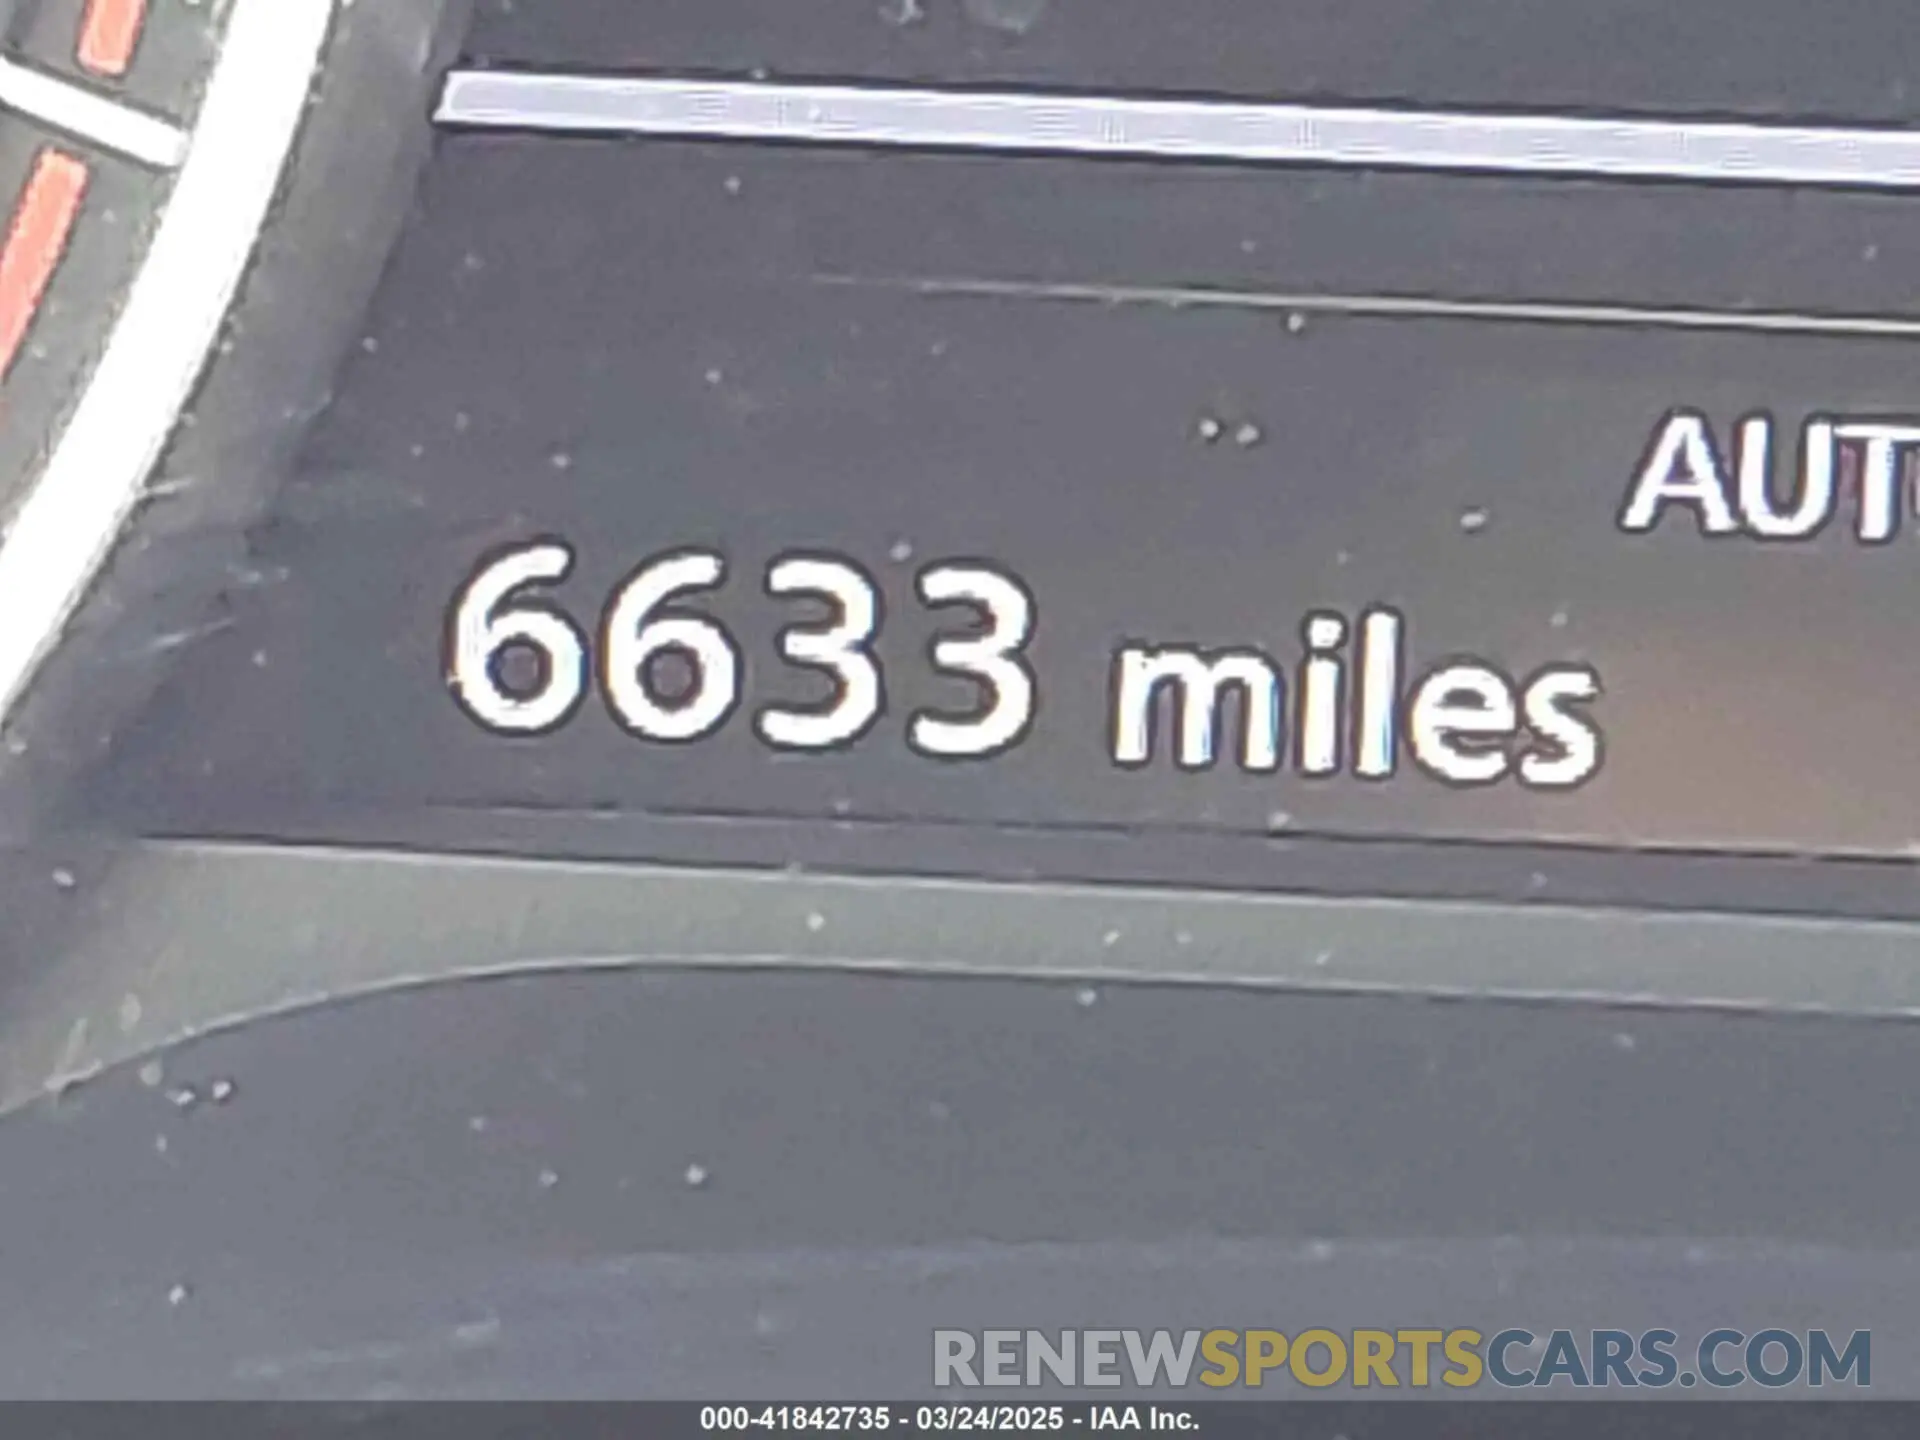 AUT
6633 miles
RENEWSPORTSCARS.COM
000-41842735 - 03/24/2025 - IAA Inc.